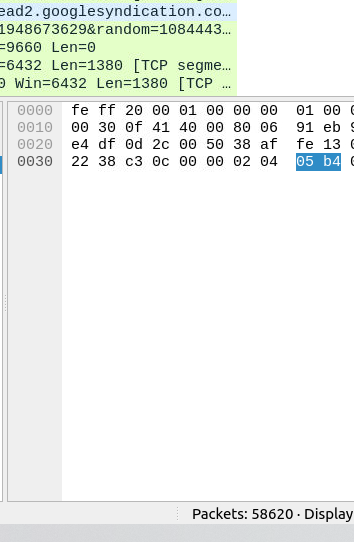 ead2.googlesyndication.co…
1948673629&random=1084443…
=9660 Len=0
=6432 Len=1380 [TCP segme…
0 Win=6432 Len=1380 [TCP …
0000 fe ff 20 00 01 00 00 00 01 00 0
0010 00 30 0f 41 40 00 80 06 91 eb 9
0020 e4 df 0d 2c 00 50 38 af fe 13 0
0030 22 38 c3 0c 00 00 02 04 05 b4 0
Packets: 58620 · Display